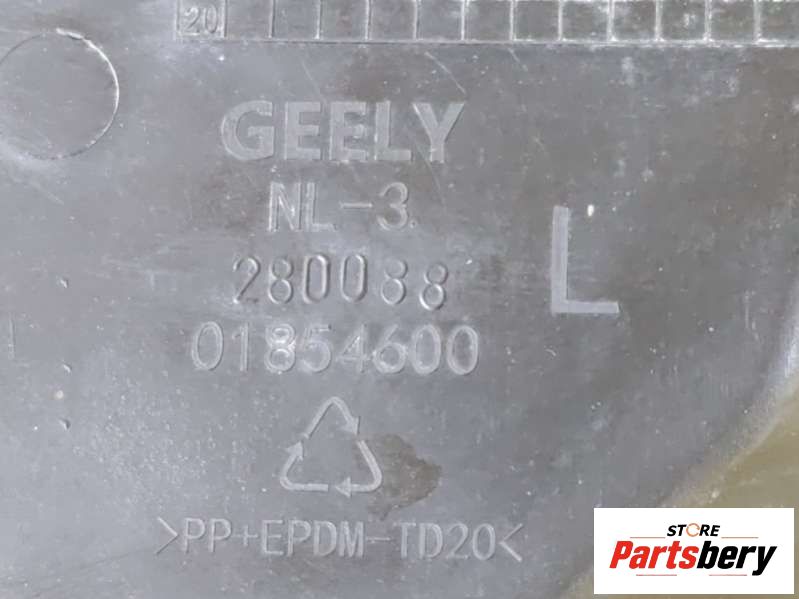 20
GEELY
NL-3
280088
L
01854600
>PP+EPDM-TD20<
STORE
Partsbery